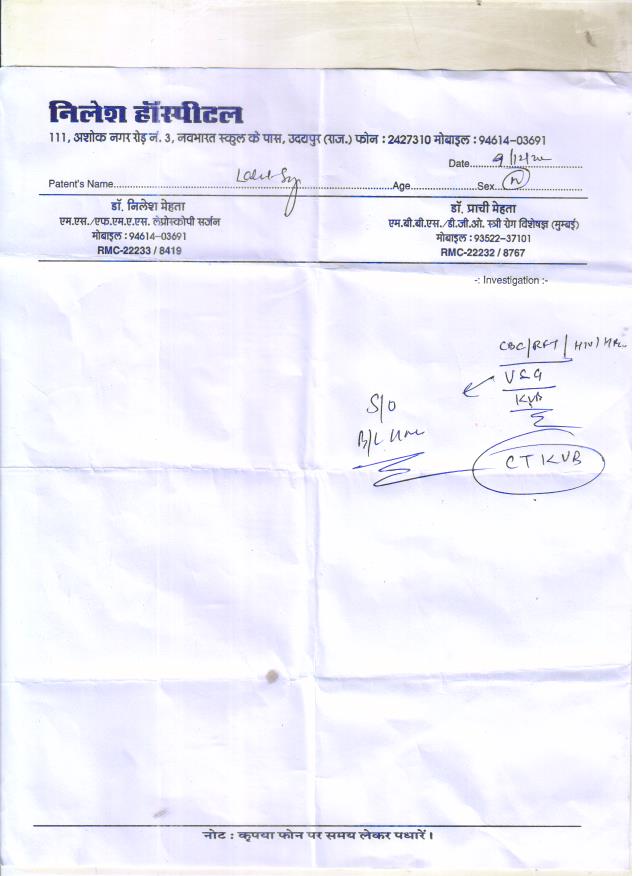 निलेश हॉस्पीटल
111, अशोक नगर रोड़ नं. 3, नवभारत स्कुल के पास, उदयपुर (राज.) फोन : 2427310 मोबाइल : 94614-03691
Date.....9/12/20.....
Patent's Name.....Lalit.....Age.....Sex.....
डॉ. निलेश मेहता
एम.एस./एफ.एम.ए.एस. लेप्रोस्कोपी सर्जन
मोबाइल : 94614-03691
RMC-22233 / 8419
डॉ. प्राची मेहता
एम.बी.बी.एस./डी.जी.ओ. स्त्री रोग विशेषज्ञ (मुम्बई)
मोबाइल : 93522-37101
RMC-22232 / 8767
-: Investigation :-
CBC/RFT/HIV/
USG
KUB
S/O
B/L
CT KUB
नोट : कृपया फोन पर समय लेकर पधारें।